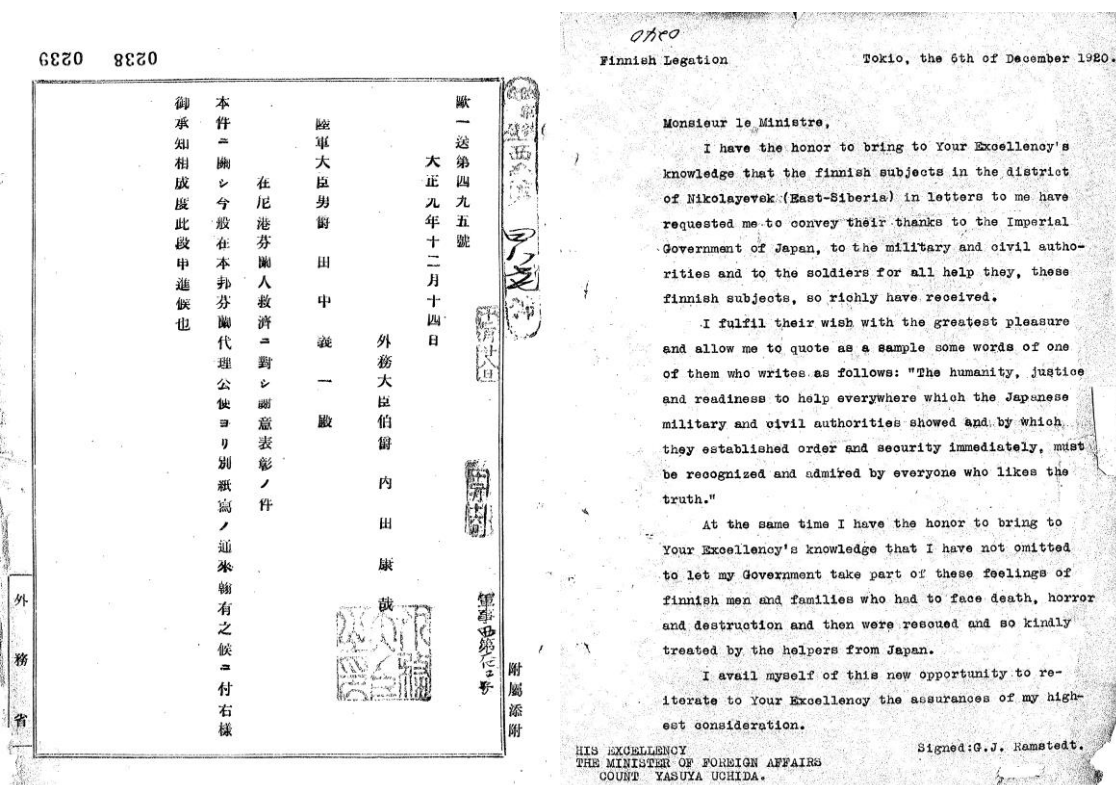 0239 0238
歐一送第四九五號
大正九年十二月十四日
外務大臣伯爵 內田康哉
陸軍大臣男爵 田中義一殿
在尼港芬蘭人救濟ニ對シ謝意表彰ノ件
本件ニ關シ今般在本邦芬蘭代理公使ヨリ別紙寫ノ通來翰有之候ニ付右樣
御承知相成度此段申進候也
附屬添附
外務省
Finnish Legation Tokio, the 6th of December 1920.
Monsieur le Ministre,
I have the honor to bring to Your Excellency's
knowledge that the finnish subjects in the district
of Nikolayevsk (East-Siberia) in letters to me have
requested me to convey their thanks to the Imperial
Government of Japan, to the military and civil autho-
rities and to the soldiers for all help they, these
finnish subjects, so richly have received.
I fulfil their wish with the greatest pleasure
and allow me to quote as a sample some words of one
of them who writes as follows: "The humanity, justice
and readiness to help everywhere which the Japanese
military and civil authorities showed and by which
they established order and security immediately, must
be recognized and admired by everyone who likes the
truth."
At the same time I have the honor to bring to
Your Excellency's knowledge that I have not omitted
to let my Government take part of these feelings of
finnish men and families who had to face death, horror
and destruction and then were rescued and so kindly
treated by the helpers from Japan.
I avail myself of this new opportunity to re-
iterate to Your Excellency the assurances of my high-
est consideration.
Signed:G.J. Ramstedt.
HIS EXCELLENCY
THE MINISTER OF FOREIGN AFFAIRS
COUNT YASUYA UCHIDA.